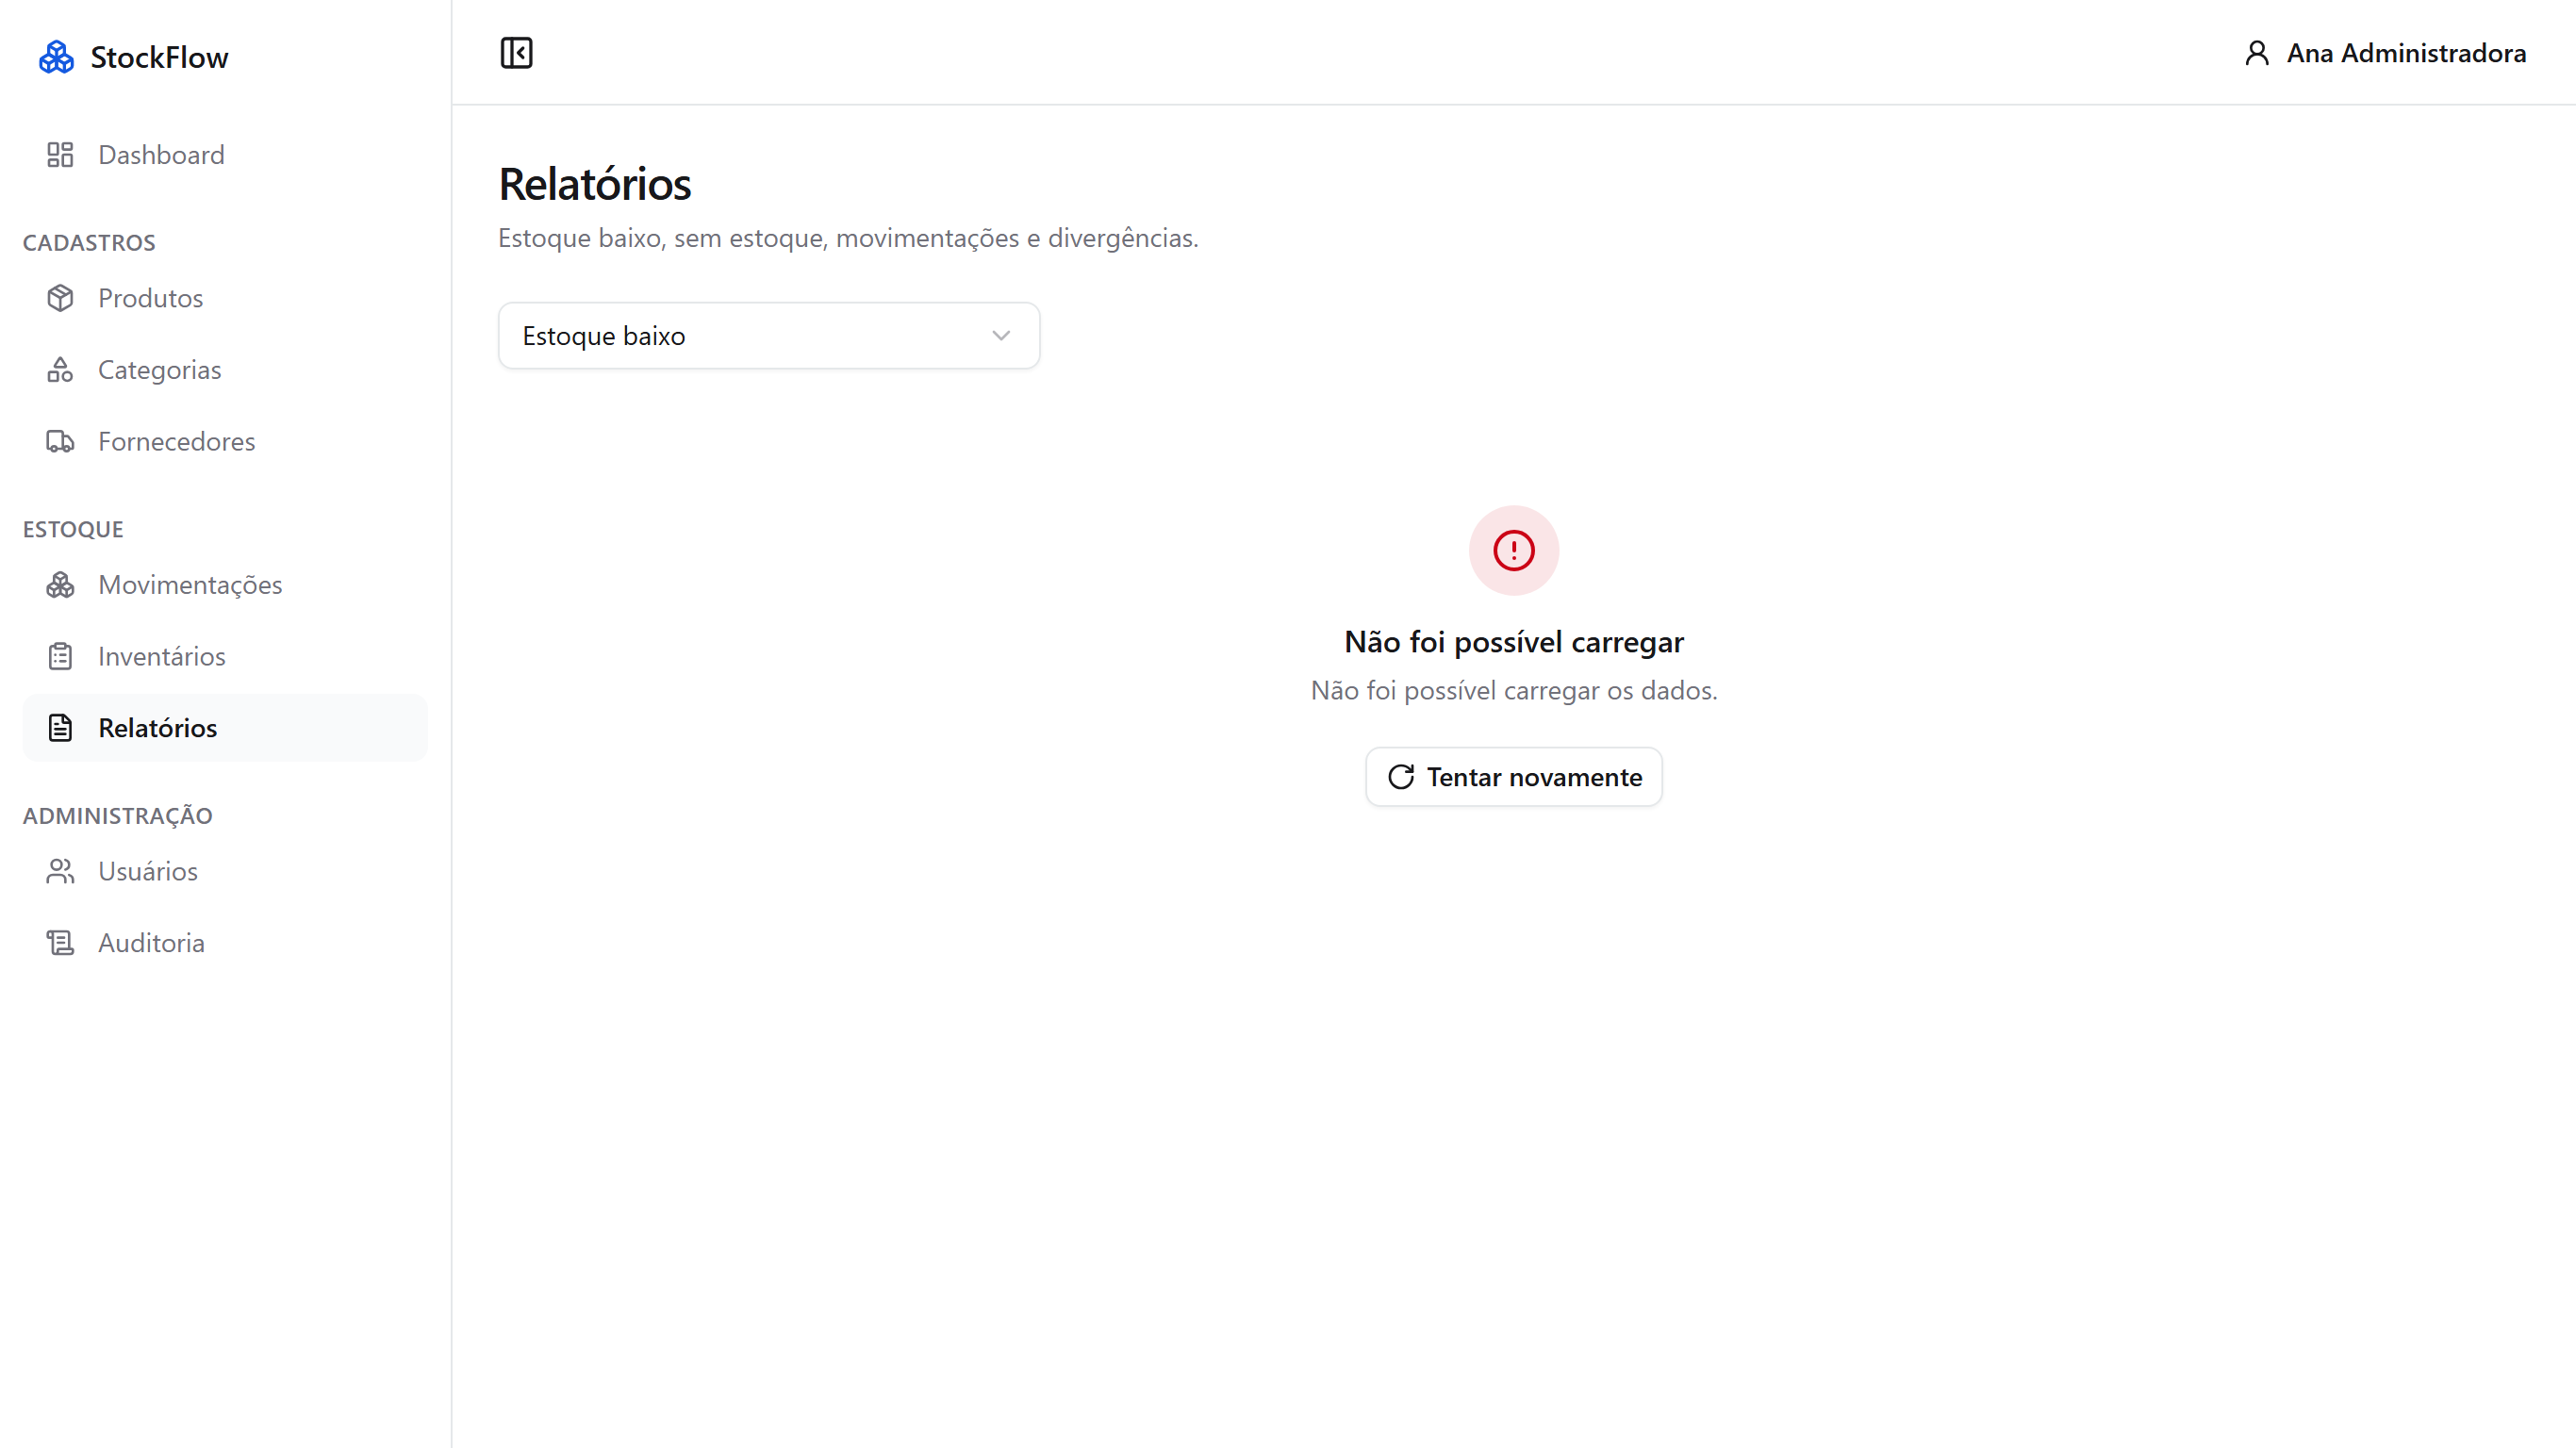 StockFlow
Dashboard
CADASTROS
Produtos
Categorias
Fornecedores
ESTOQUE
Movimentações
Inventários
Relatórios
ADMINISTRAÇÃO
Usuários
Auditoria
Ana Administradora
Relatórios
Estoque baixo, sem estoque, movimentações e divergências.
Estoque baixo
Não foi possível carregar
Não foi possível carregar os dados.
Tentar novamente